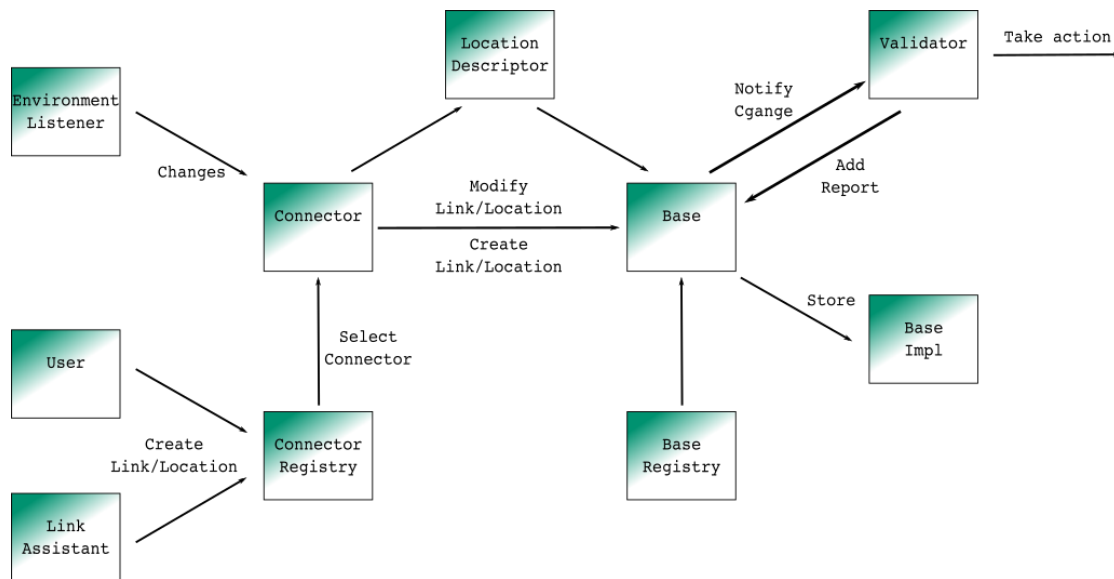 Location
Descriptor
Validator
Take action
Environment
Listener
Notify
Cgange
Changes
Add
Report
Connector
Modify
Link/Location
Create
Link/Location
Base
Store
Base
Impl
User
Select
Connector
Create
Link/Location
Connector
Registry
Base
Registry
Link
Assistant